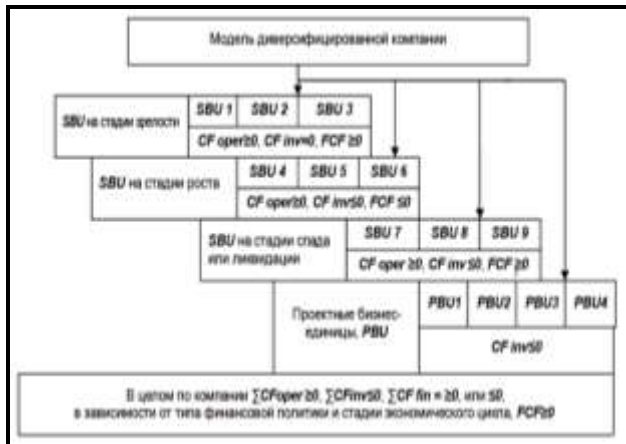 Модель диверсифицированной компании
SBU на стадии зрелости
SBU 1 SBU 2 SBU 3
CF oper≥0, CF inv≈0, FCF ≥0
SBU на стадии роста
SBU 4 SBU 5 SBU 6
CF oper≥0, CF inv≤0, FCF ≤0
SBU на стадии спада
или ликвидации
SBU 7 SBU 8 SBU 9
CF oper ≥0, CF inv ≤0, FCF ≥0
Проектные бизнес-
единицы, PBU
PBU1 PBU2 PBU3 PBU4
CF inv≤0
В целом по компании ∑CFoper ≥0, ∑CFinv≤0, ∑CF fin = ≥0, или ≤0,
в зависимости от типа финансовой политики и стадии экономического цикла, FCF≥0